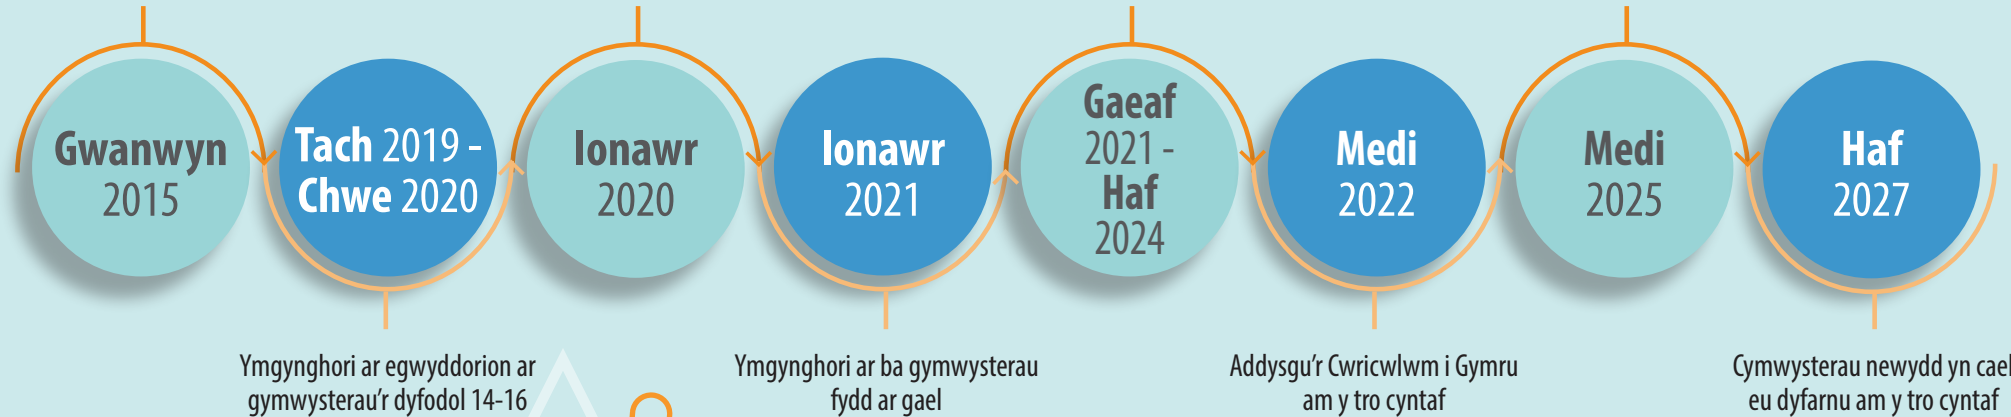 Gwanwyn
2015
Tach 2019 -
Chwe 2020
Ionawr
2020
Ionawr
2021
Gaeaf
2021 -
Haf
2024
Medi
2022
Medi
2025
Haf
2027
Ymgynghori ar egwyddorion ar
gymwysterau'r dyfodol 14-16
Ymgynghori ar ba gymwysterau
fydd ar gael
Addysgu'r Cwricwlwm i Gymru
am y tro cyntaf
Cymwysterau newydd yn cael
eu dyfarnu am y tro cyntaf